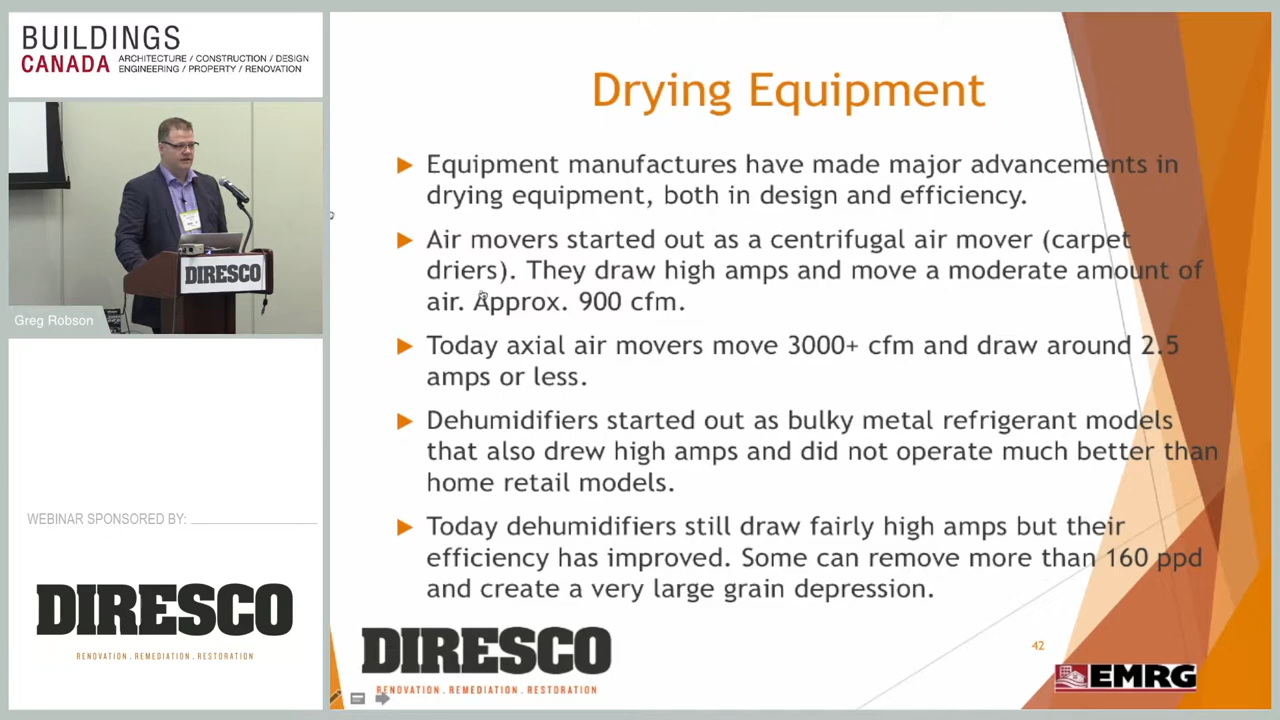 BUILDINGS
CANADA
ARCHITECTURE / CONSTRUCTION / DESIGN
ENGINEERING / PROPERTY / RENOVATION
DIRESCO
Greg Robson
WEBINAR SPONSORED BY:
DIRESCO
RENOVATION . REMEDIATION . RESTORATION
Drying Equipment
Equipment manufactures have made major advancements in
drying equipment, both in design and efficiency.
Air movers started out as a centrifugal air mover (carpet
driers). They draw high amps and move a moderate amount of
air. Approx. 900 cfm.
Today axial air movers move 3000+ cfm and draw around 2.5
amps or less.
Dehumidifiers started out as bulky metal refrigerant models
that also drew high amps and did not operate much better than
home retail models.
Today dehumidifiers still draw fairly high amps but their
efficiency has improved. Some can remove more than 160 ppd
and create a very large grain depression.
DIRESCO
RENOVATION . REMEDIATION . RESTORATION
42
EMRG